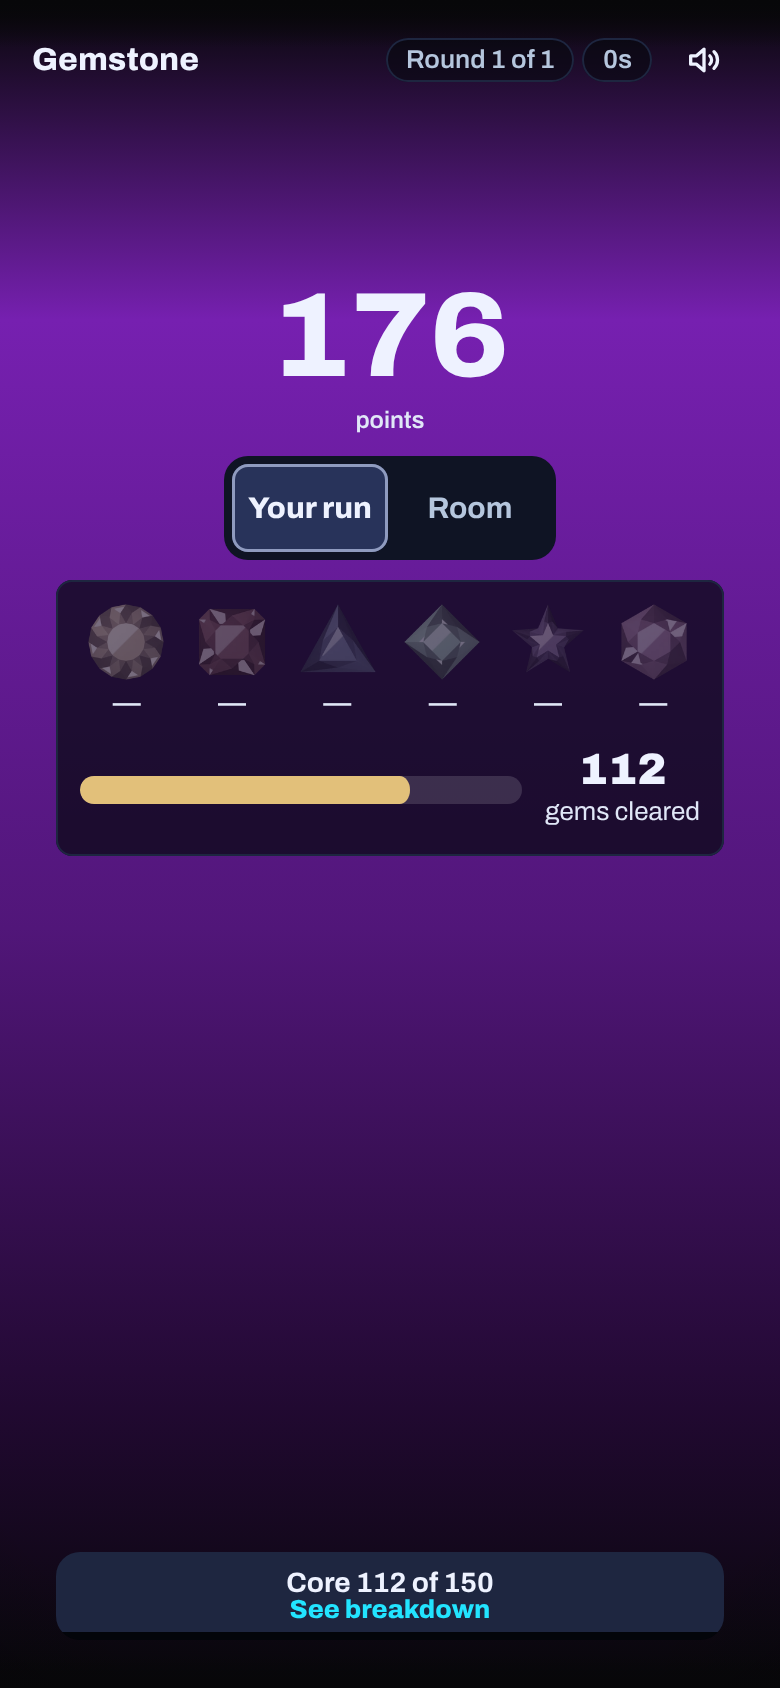 Gemstone
Round 1 of 1
0s
176
points
Your run
Room
— — — — — —
112
gems cleared
Core 112 of 150
See breakdown